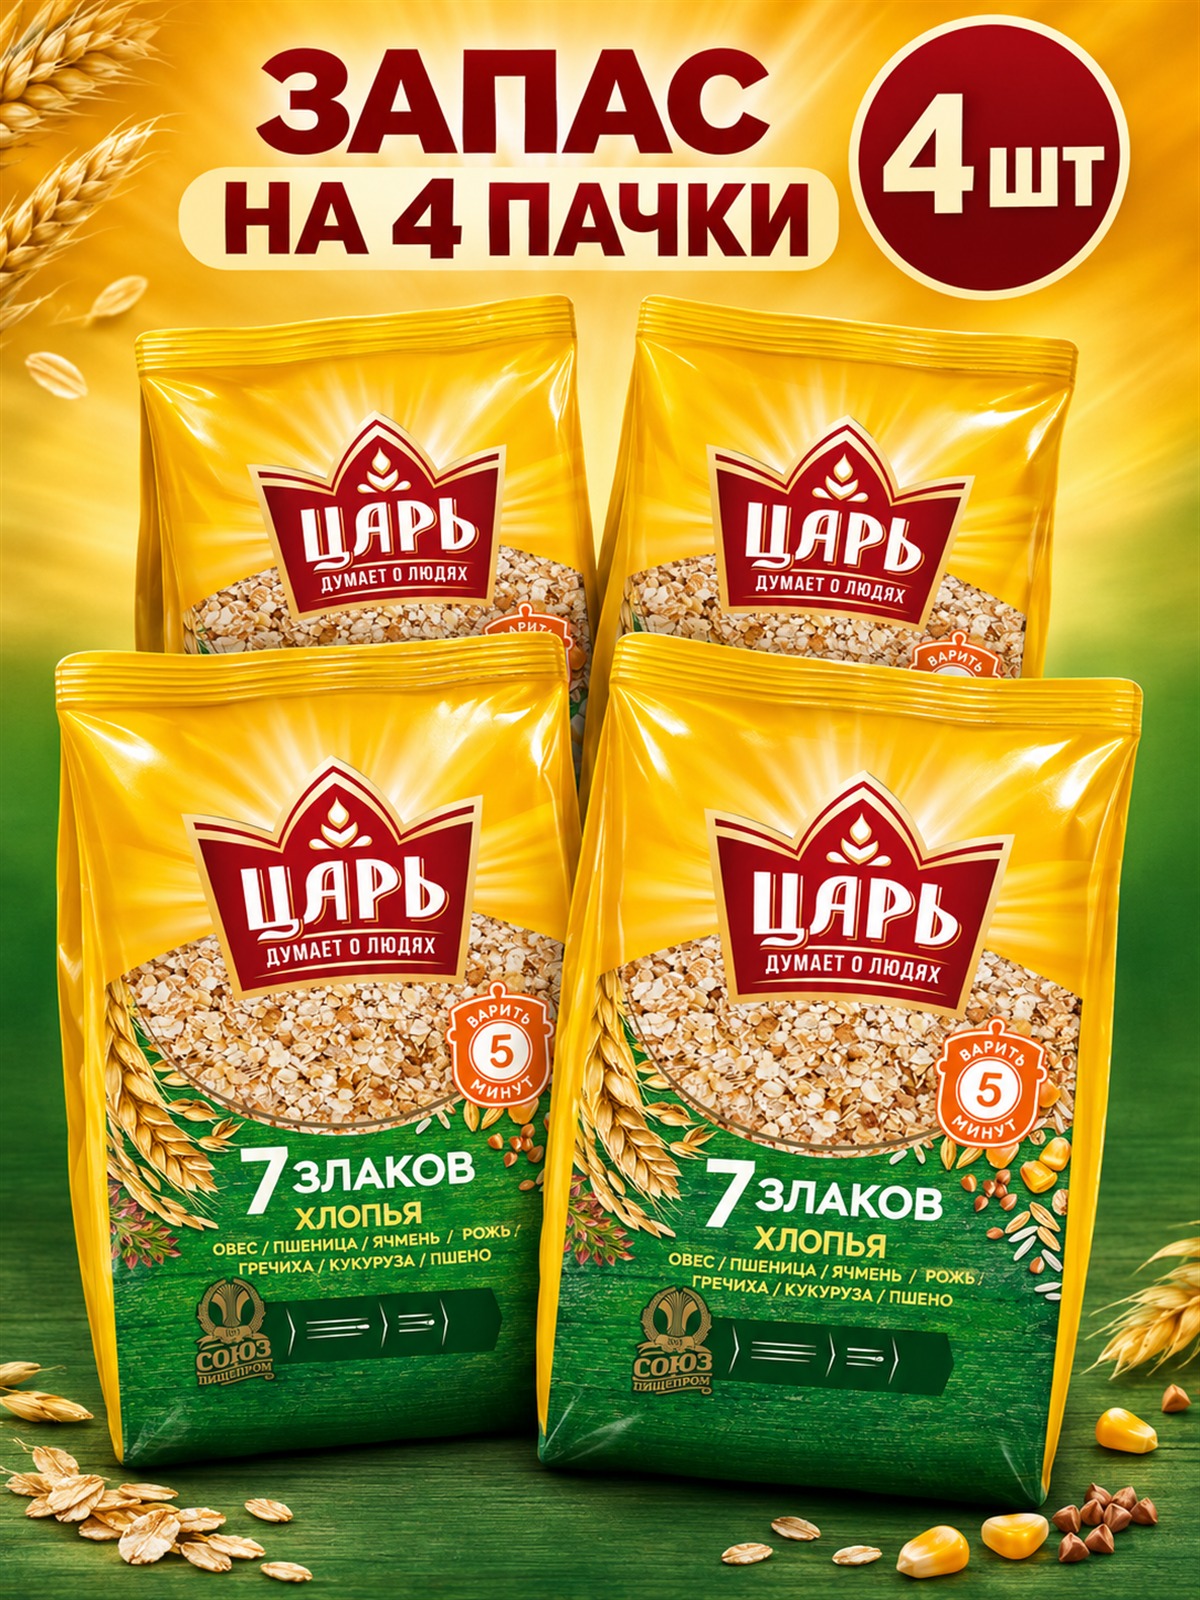 ЗАПАС
НА 4 ПАЧКИ
4 ШТ
ЦАРЬ
ДУМАЕТ О ЛЮДЯХ
ВАРИТЬ
ЦАРЬ
ДУМАЕТ О ЛЮДЯХ
ВАРИТЬ
ЦАРЬ
ДУМАЕТ О ЛЮДЯХ
ВАРИТЬ
5
МИНУТ
7 ЗЛАКОВ
ХЛОПЬЯ
ОВЕС / ПШЕНИЦА / ЯЧМЕНЬ / РОЖЬ /
ГРЕЧИХА / КУКУРУЗА / ПШЕНО
СОЮЗ
ПИЩЕПРОМ
ЦАРЬ
ДУМАЕТ О ЛЮДЯХ
ВАРИТЬ
5
МИНУТ
7 ЗЛАКОВ
ХЛОПЬЯ
ОВЕС / ПШЕНИЦА / ЯЧМЕНЬ / РОЖЬ /
ГРЕЧИХА / КУКУРУЗА / ПШЕНО
СОЮЗ
ПИЩЕПРОМ